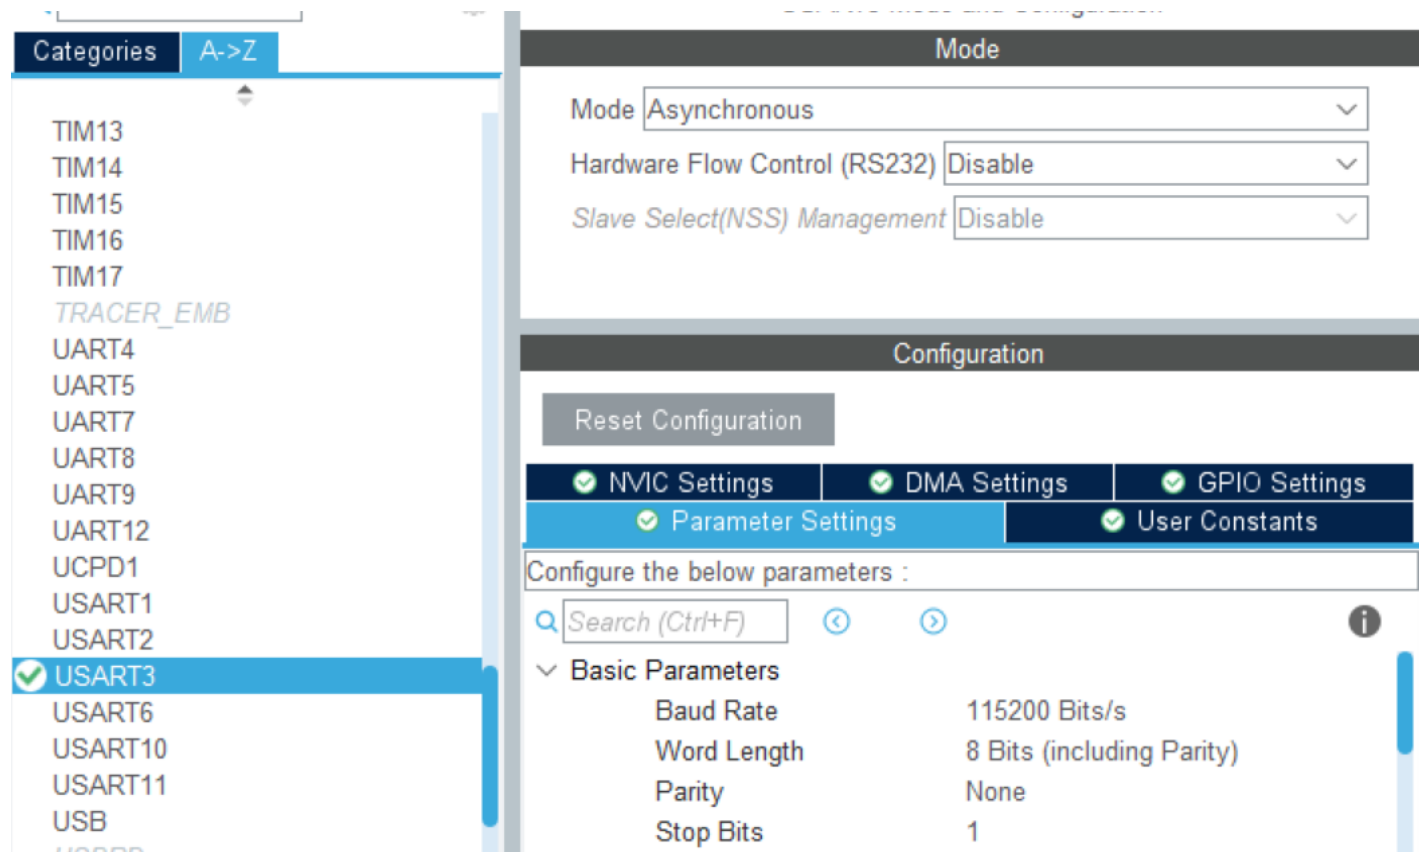 Categories A->Z
TIM13
TIM14
TIM15
TIM16
TIM17
TRACER_EMB
UART4
UART5
UART7
UART8
UART9
UART12
UCPD1
USART1
USART2
USART3
USART6
USART10
USART11
USB
Mode
Mode Asynchronous
Hardware Flow Control (RS232) Disable
Slave Select(NSS) Management Disable
Configuration
Reset Configuration
NVIC Settings DMA Settings GPIO Settings
Parameter Settings User Constants
Configure the below parameters :
Search (Ctrl+F)
Basic Parameters
Baud Rate 115200 Bits/s
Word Length 8 Bits (including Parity)
Parity None
Stop Bits 1